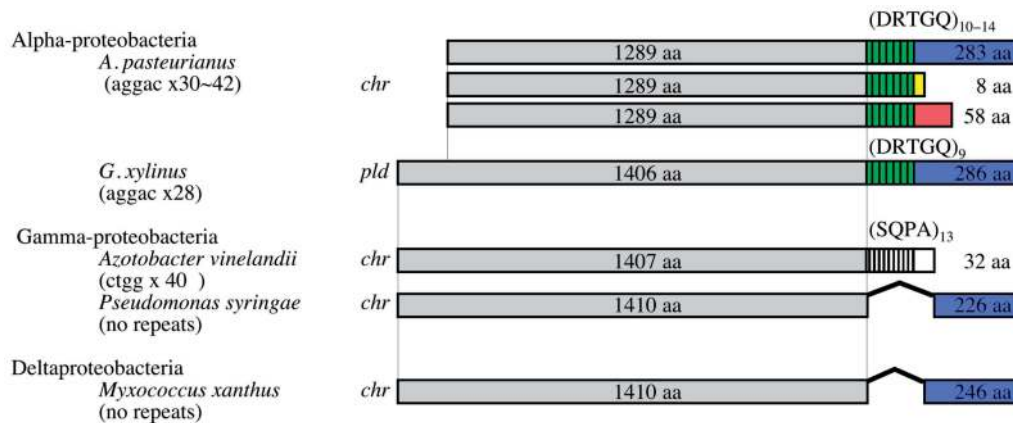 (DRTGQ)10–14
Alpha-proteobacteria
1289 aa 283 aa
A. pasteurianus
(aggac x30~42) chr 1289 aa 8 aa
1289 aa 58 aa
(DRTGQ)9
G. xylinus pld 1406 aa 286 aa
(aggac x28)
Gamma-proteobacteria (SQPA)13
Azotobacter vinelandii chr 1407 aa 32 aa
(ctgg x 40 )
Pseudomonas syringae chr 1410 aa 226 aa
(no repeats)
Deltaproteobacteria
Myxococcus xanthus chr 1410 aa 246 aa
(no repeats)